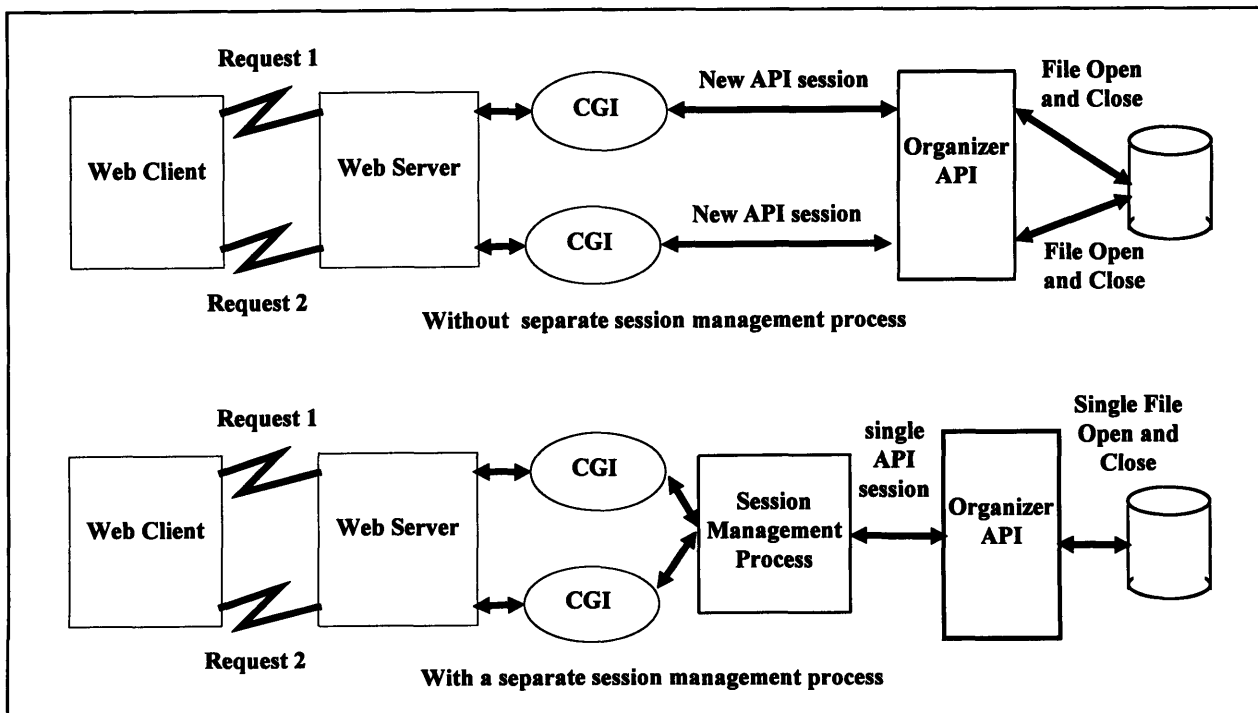 Request 1
New API session
File Open
and Close
CGI
Web Client
Web Server
Organizer
API
New API session
CGI
File Open
and Close
Request 2
Without separate session management process
Request 1
single
API
session
Single File
Open and
Close
CGI
Web Client
Web Server
Session
Management
Process
Organizer
API
CGI
Request 2
With a separate session management process